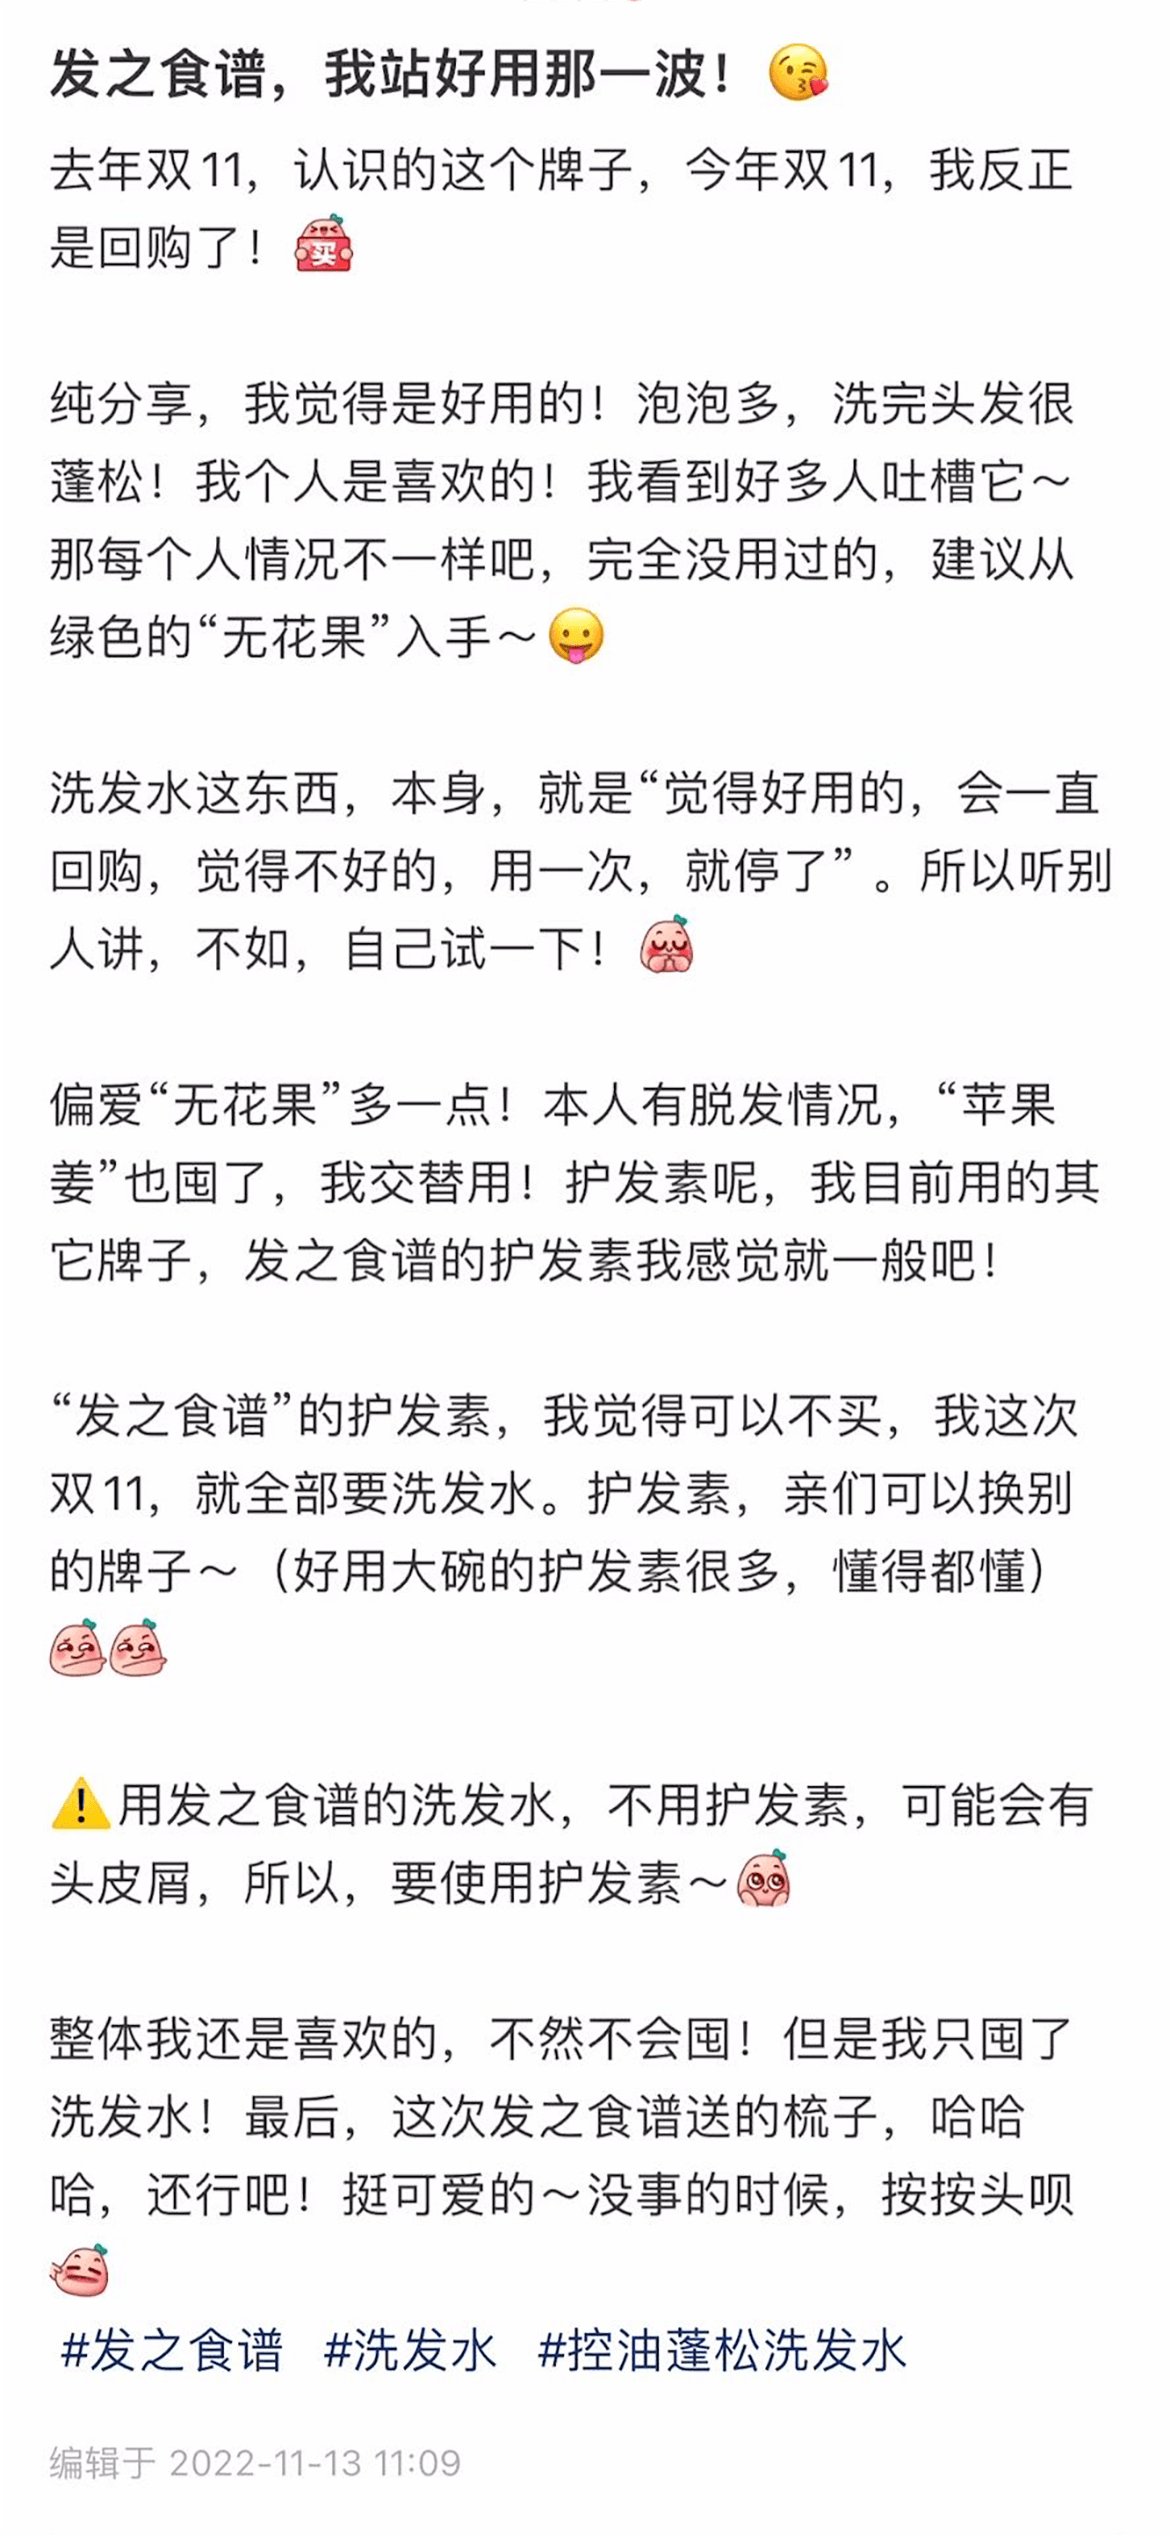 发之食谱，我站好用那一波！😘
去年双11，认识的这个牌子，今年双11，我反正
是回购了！买
纯分享，我觉得是好用的！泡泡多，洗完头发很
蓬松！我个人是喜欢的！我看到好多人吐槽它～
那每个人情况不一样吧，完全没用过的，建议从
绿色的“无花果”入手～😛
洗发水这东西，本身，就是“觉得好用的，会一直
回购，觉得不好的，用一次，就停了”。所以听别
人讲，不如，自己试一下！
偏爱“无花果”多一点！本人有脱发情况，“苹果
姜”也囤了，我交替用！护发素呢，我目前用的其
它牌子，发之食谱的护发素我感觉就一般吧！
“发之食谱”的护发素，我觉得可以不买，我这次
双11，就全部要洗发水。护发素，亲们可以换别
的牌子～（好用大碗的护发素很多，懂得都懂）
⚠️用发之食谱的洗发水，不用护发素，可能会有
头皮屑，所以，要使用护发素～
整体我还是喜欢的，不然不会囤！但是我只囤了
洗发水！最后，这次发之食谱送的梳子，哈哈
哈，还行吧！挺可爱的～没事的时候，按按头呗
#发之食谱 #洗发水 #控油蓬松洗发水
编辑于 2022-11-13 11:09